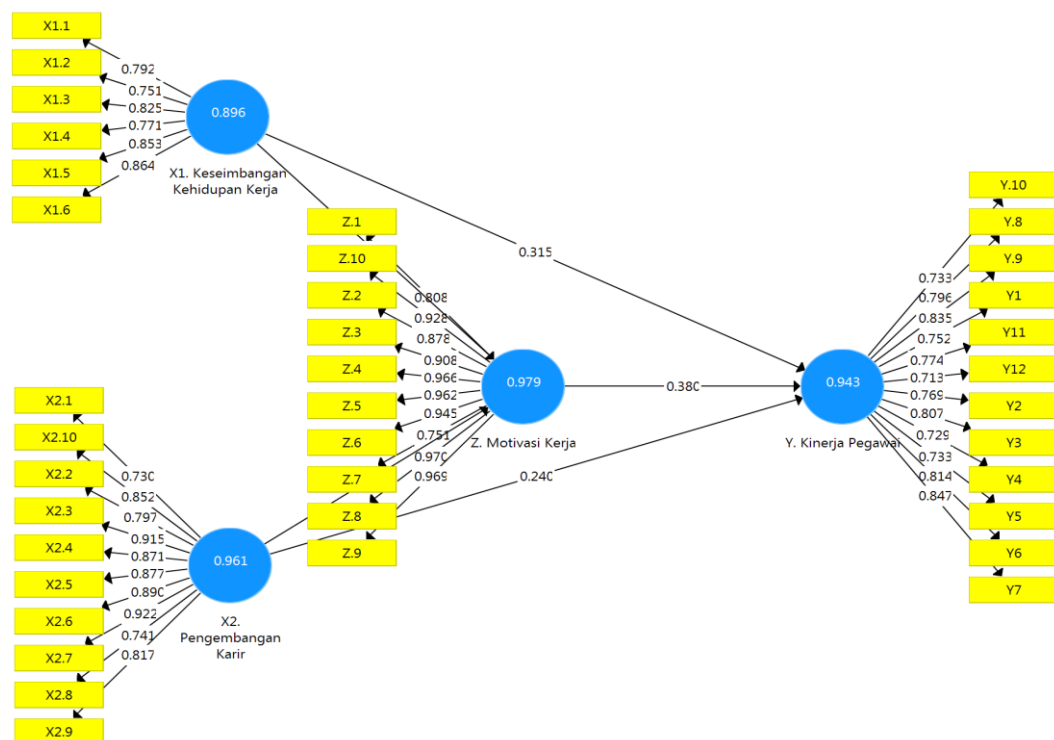 X1.1
X1.2
X1.3
X1.4
X1.5
X1.6
0.792
0.751
0.825
0.771
0.853
0.864
0.896
X1. Keseimbangan
Kehidupan Kerja
0.315
Z.1
Z.10
Z.2
Z.3
Z.4
Z.5
Z.6
Z.7
Z.8
Z.9
0.808
0.928
0.878
0.908
0.966
0.962
0.945
0.751
0.970
0.969
0.979
Z. Motivasi Kerja
0.380
0.240
X2.1
X2.10
X2.2
X2.3
X2.4
X2.5
X2.6
X2.7
X2.8
X2.9
0.730
0.852
0.797
0.915
0.871
0.877
0.890
0.922
0.741
0.817
0.961
X2.
Pengembangan
Karir
0.943
Y. Kinerja Pegawai
0.733
0.796
0.835
0.752
0.774
0.713
0.769
0.807
0.729
0.733
0.814
0.847
Y.10
Y.8
Y.9
Y1
Y11
Y12
Y2
Y3
Y4
Y5
Y6
Y7